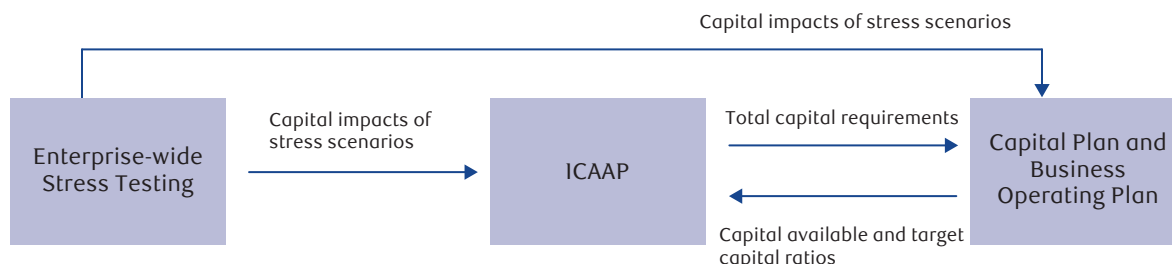 Capital impacts of stress scenarios
Enterprise-wide
Stress Testing
Capital impacts of
stress scenarios
ICAAP
Total capital requirements
Capital available and target
capital ratios
Capital Plan and
Business
Operating Plan